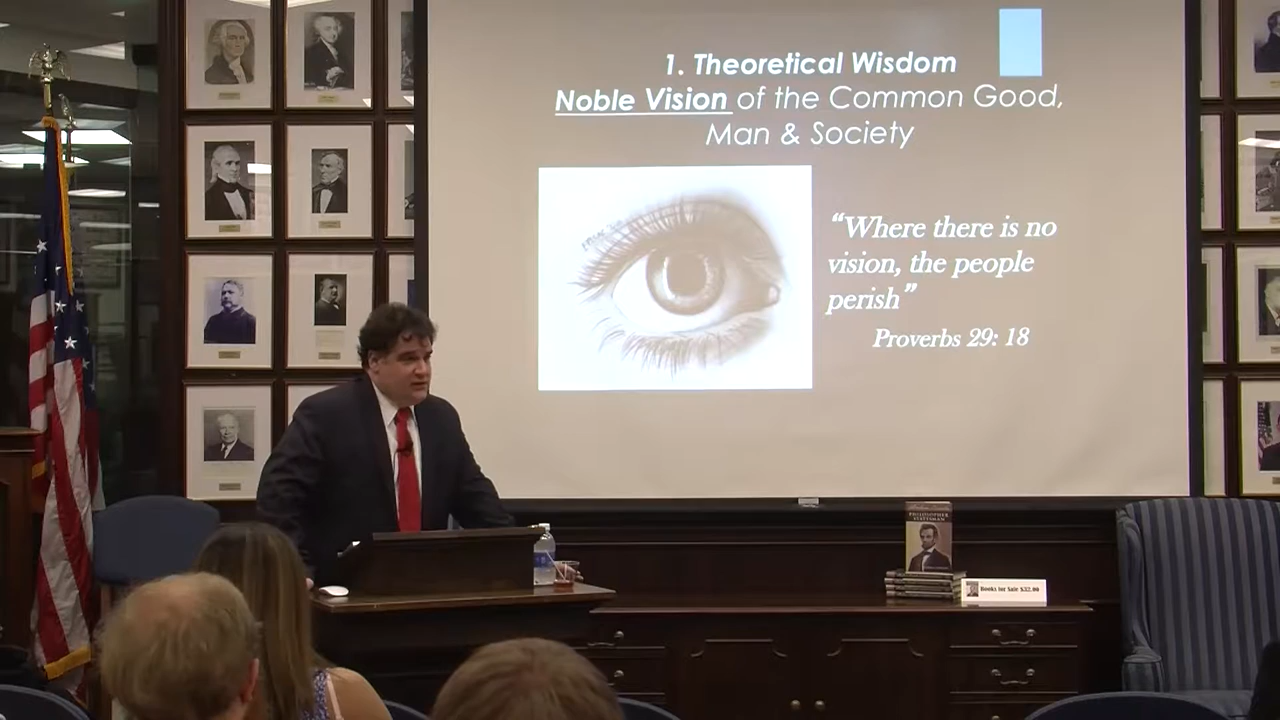 1. Theoretical Wisdom
Noble Vision of the Common Good,
Man & Society
“Where there is no
vision, the people
perish”
Proverbs 29: 18
PHILOSOPHER
STATESMAN
Books for Sale $32.00